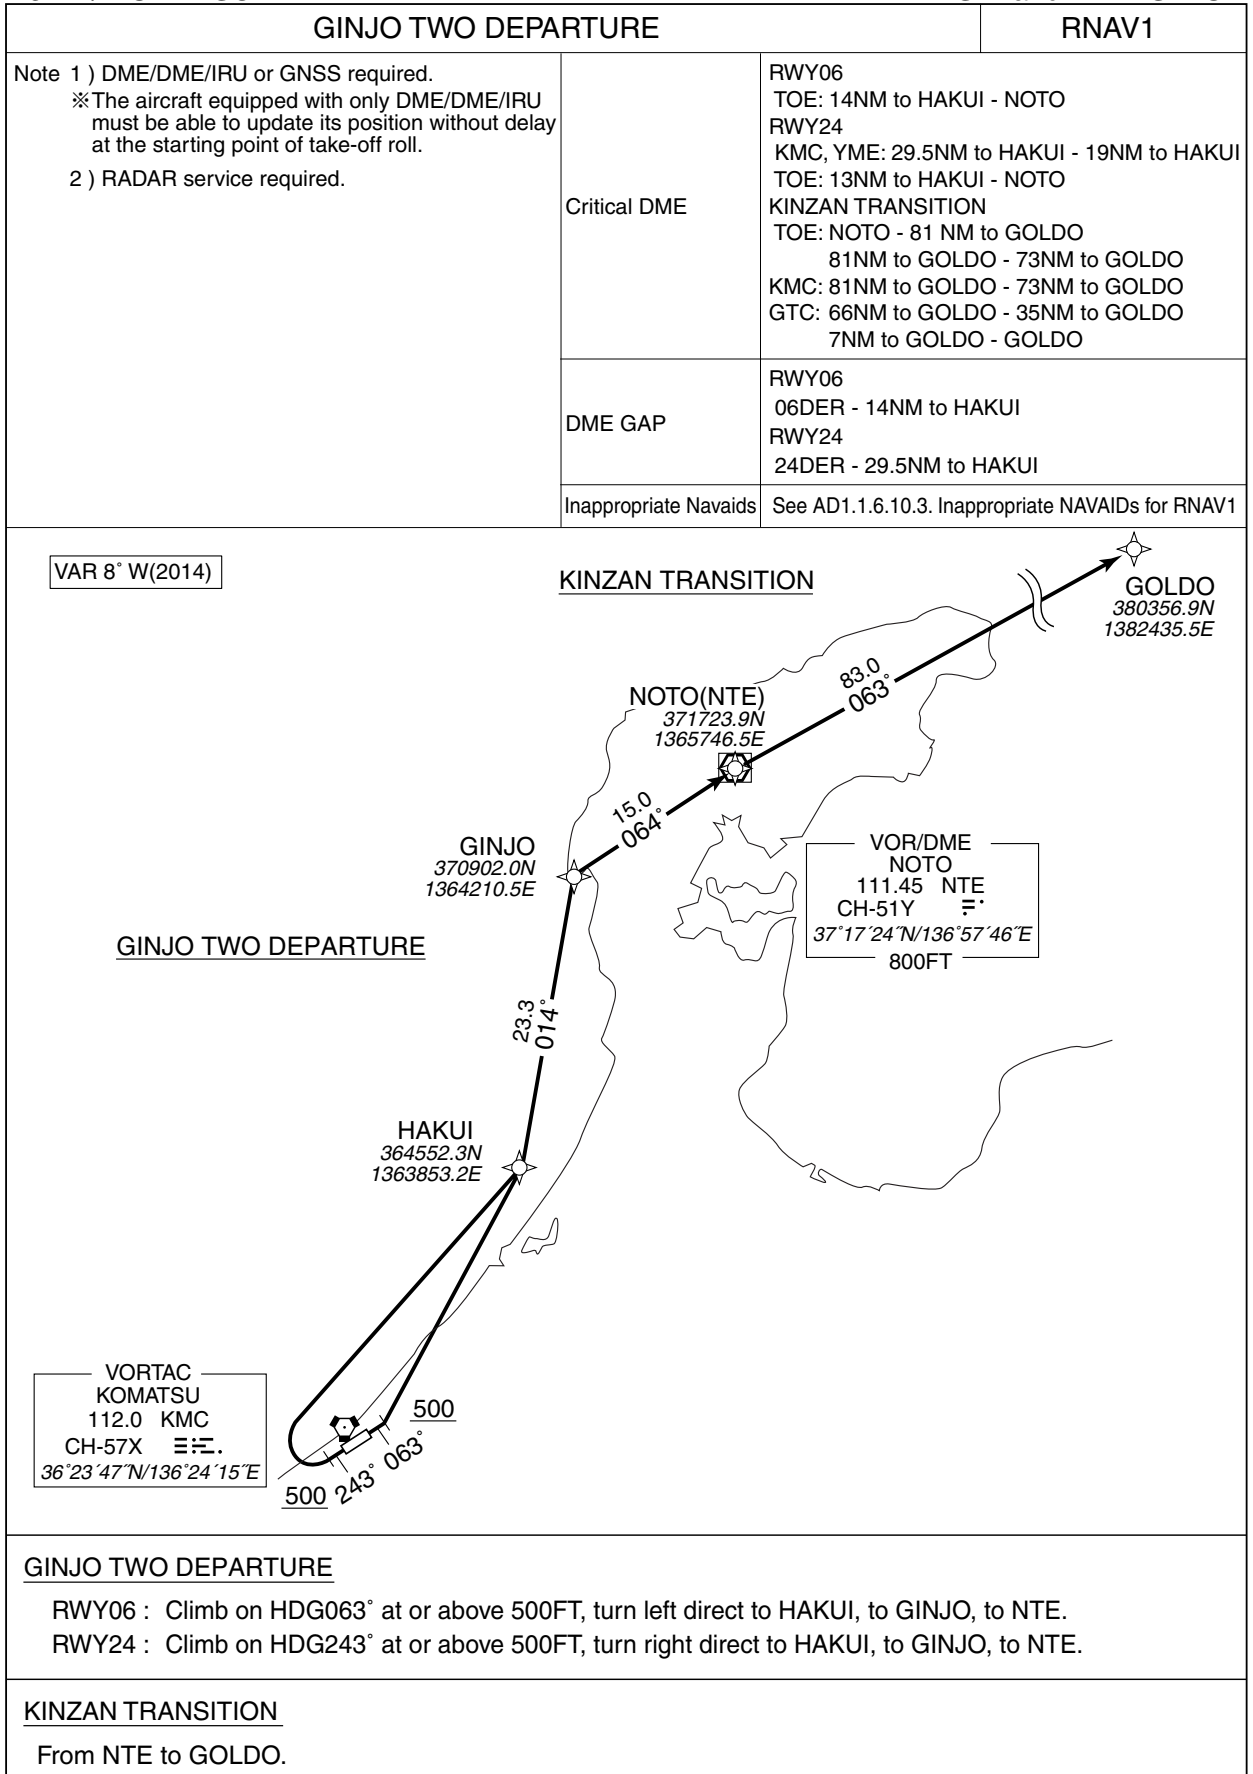 GINJO TWO DEPARTURE
RNAV1
Note 1 ) DME/DME/IRU or GNSS required.
※The aircraft equipped with only DME/DME/IRU
must be able to update its position without delay
at the starting point of take-off roll.
2 ) RADAR service required.
Critical DME
RWY06
TOE: 14NM to HAKUI - NOTO
RWY24
KMC, YME: 29.5NM to HAKUI - 19NM to HAKUI
TOE: 13NM to HAKUI - NOTO
KINZAN TRANSITION
TOE: NOTO - 81 NM to GOLDO
81NM to GOLDO - 73NM to GOLDO
KMC: 81NM to GOLDO - 73NM to GOLDO
GTC: 66NM to GOLDO - 35NM to GOLDO
7NM to GOLDO - GOLDO
DME GAP
RWY06
06DER - 14NM to HAKUI
RWY24
24DER - 29.5NM to HAKUI
Inappropriate Navaids
See AD1.1.6.10.3. Inappropriate NAVAIDs for RNAV1
VAR 8˚ W(2014)
KINZAN TRANSITION
GOLDO
380356.9N
1382435.5E
83.0
063˚
NOTO(NTE)
371723.9N
1365746.5E
15.0
064˚
GINJO
370902.0N
1364210.5E
VOR/DME
NOTO
111.45 NTE
CH-51Y
37˚17´24˝N/136˚57´46˝E
800FT
GINJO TWO DEPARTURE
23.3
014˚
HAKUI
364552.3N
1363853.2E
VORTAC
KOMATSU
112.0 KMC
CH-57X
36˚23´47˝N/136˚24´15˝E
500
063˚
243˚
500
GINJO TWO DEPARTURE
RWY06 : Climb on HDG063˚ at or above 500FT, turn left direct to HAKUI, to GINJO, to NTE.
RWY24 : Climb on HDG243˚ at or above 500FT, turn right direct to HAKUI, to GINJO, to NTE.
KINZAN TRANSITION
From NTE to GOLDO.